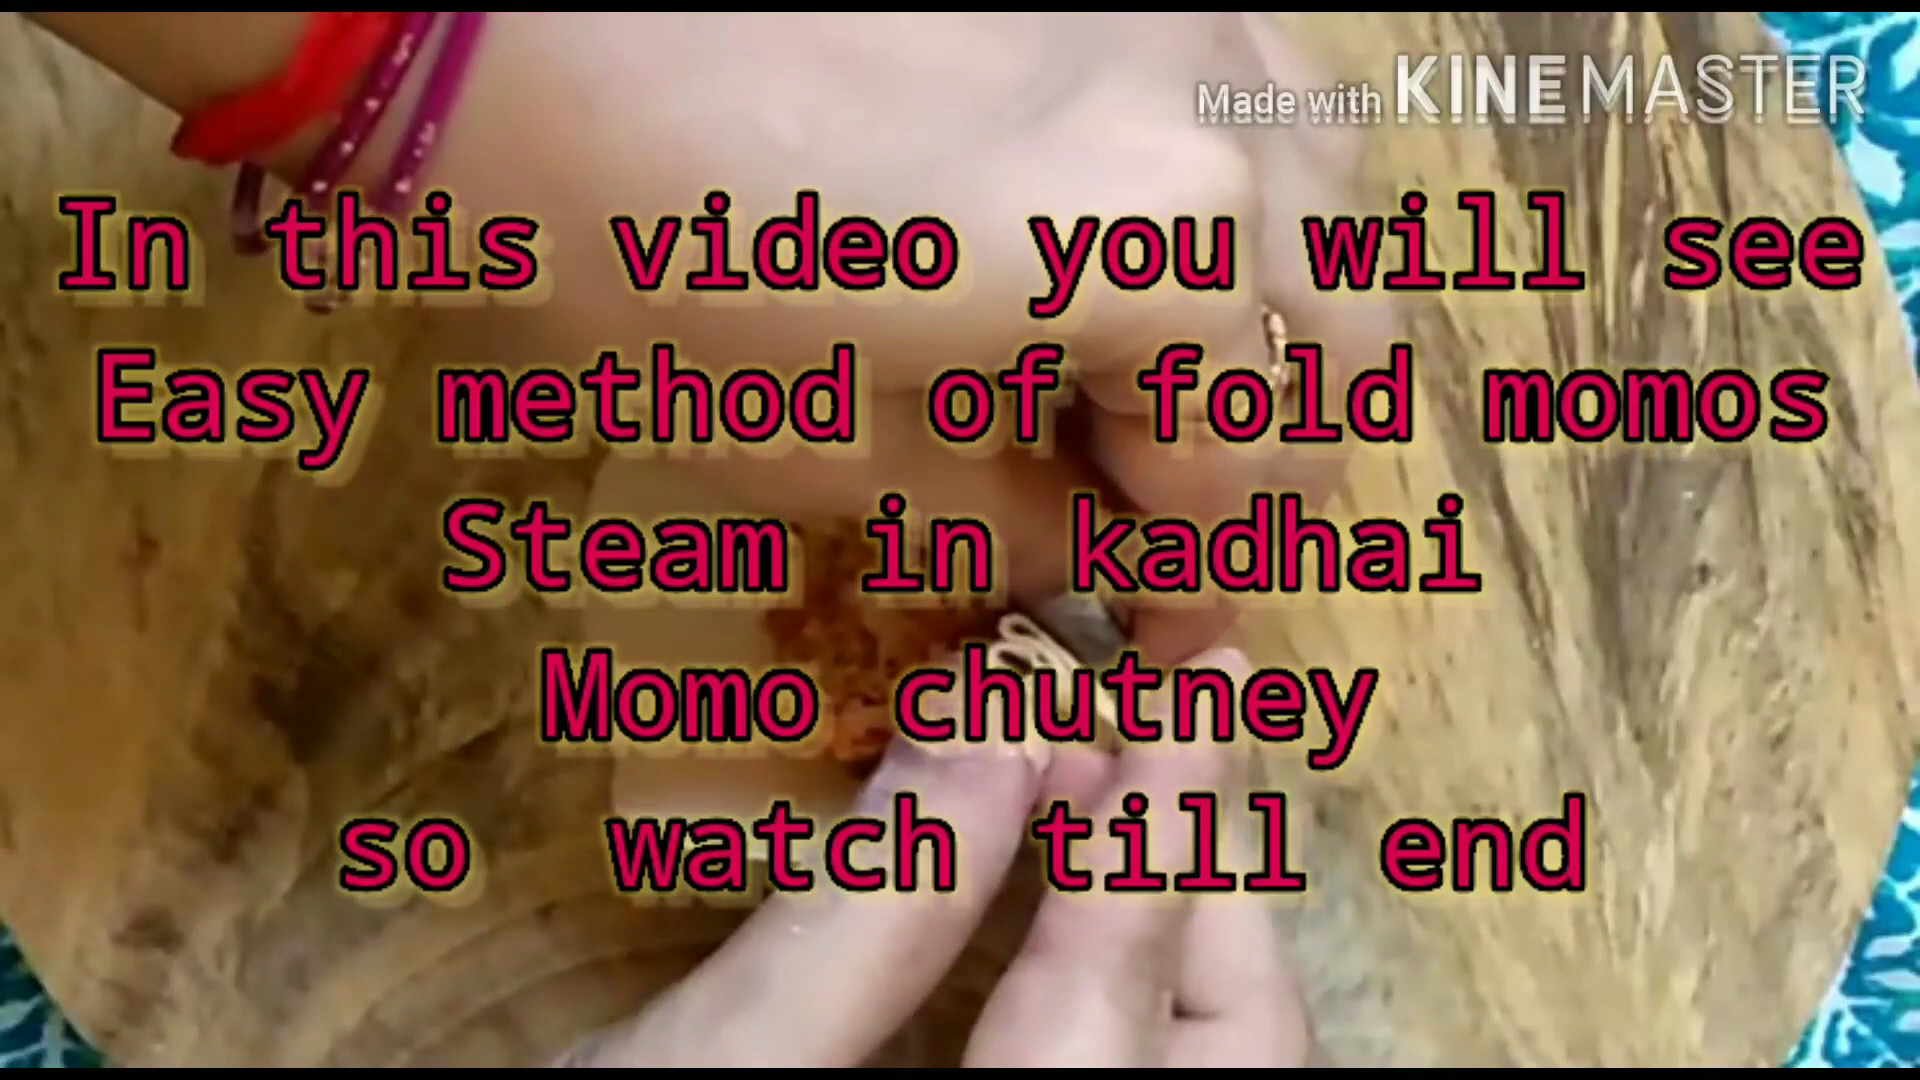 Made with KINEMASTER
In this video you will see
Easy method of fold momos
Steam in kadhai
Momo chutney
so watch till end